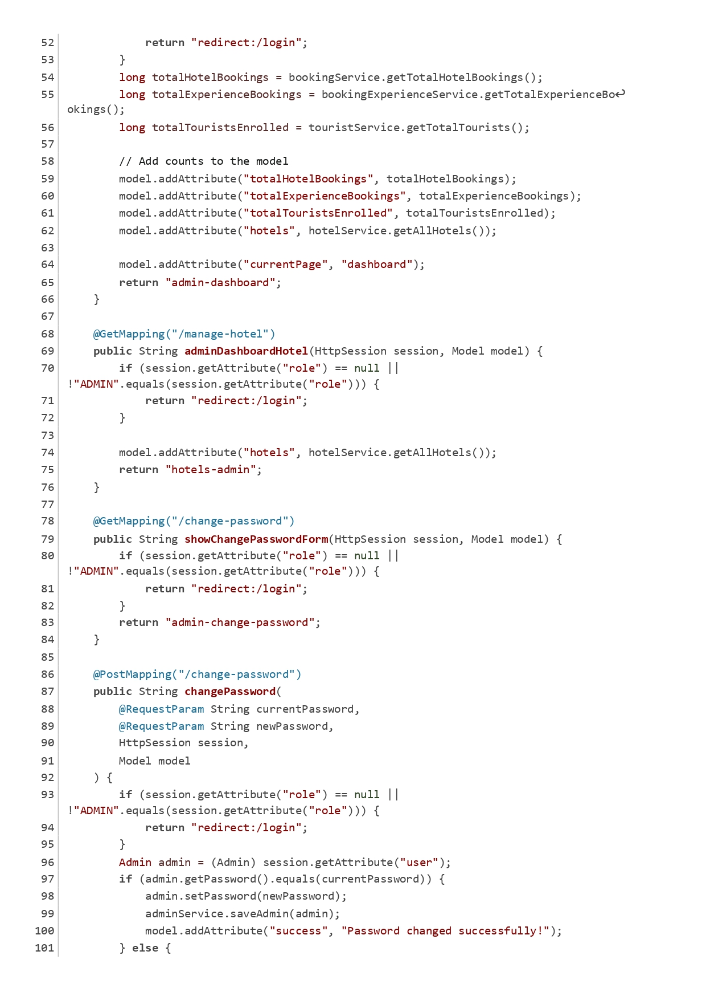 52             return "redirect:/login";
53         }
54         long totalHotelBookings = bookingService.getTotalHotelBookings();
55         long totalExperienceBookings = bookingExperienceService.getTotalExperienceBo↩
okings();
56         long totalTouristsEnrolled = touristService.getTotalTourists();
57
58         // Add counts to the model
59         model.addAttribute("totalHotelBookings", totalHotelBookings);
60         model.addAttribute("totalExperienceBookings", totalExperienceBookings);
61         model.addAttribute("totalTouristsEnrolled", totalTouristsEnrolled);
62         model.addAttribute("hotels", hotelService.getAllHotels());
63
64         model.addAttribute("currentPage", "dashboard");
65         return "admin-dashboard";
66     }
67
68     @GetMapping("/manage-hotel")
69     public String adminDashboardHotel(HttpSession session, Model model) {
70         if (session.getAttribute("role") == null ||
!"ADMIN".equals(session.getAttribute("role"))) {
71             return "redirect:/login";
72         }
73
74         model.addAttribute("hotels", hotelService.getAllHotels());
75         return "hotels-admin";
76     }
77
78     @GetMapping("/change-password")
79     public String showChangePasswordForm(HttpSession session, Model model) {
80         if (session.getAttribute("role") == null ||
!"ADMIN".equals(session.getAttribute("role"))) {
81             return "redirect:/login";
82         }
83         return "admin-change-password";
84     }
85
86     @PostMapping("/change-password")
87     public String changePassword(
88         @RequestParam String currentPassword,
89         @RequestParam String newPassword,
90         HttpSession session,
91         Model model
92     ) {
93         if (session.getAttribute("role") == null ||
!"ADMIN".equals(session.getAttribute("role"))) {
94             return "redirect:/login";
95         }
96         Admin admin = (Admin) session.getAttribute("user");
97         if (admin.getPassword().equals(currentPassword)) {
98             admin.setPassword(newPassword);
99             adminService.saveAdmin(admin);
100             model.addAttribute("success", "Password changed successfully!");
101         } else {